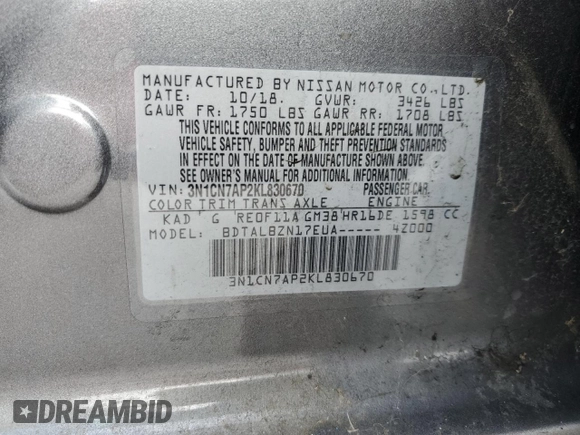 MANUFACTURED BY NISSAN MOTOR CO.,LTD.
DATE: 10/18. GVWR: 3426 LBS
GAWR FR: 1750 LBS GAWR RR: 1708 LBS
THIS VEHICLE CONFORMS TO ALL APPLICABLE FEDERAL MOTOR
VEHICLE SAFETY, BUMPER AND THEFT PREVENTION STANDARDS
IN EFFECT ON THE DATE OF MANUFACTURE SHOWN ABOVE.
SEE OWNER'S MANUAL FOR ADDITIONAL INFORMATION.
VIN: 3N1CN7AP2KL830670 PASSENGER CAR
COLOR TRIM TRANS AXLE ENGINE
KAD G RE0F11A GM38 HR16DE 1598 CC
MODEL: BDTALBZN17EUA----- 42000
3N1CN7AP2KL830670
DREAMBID